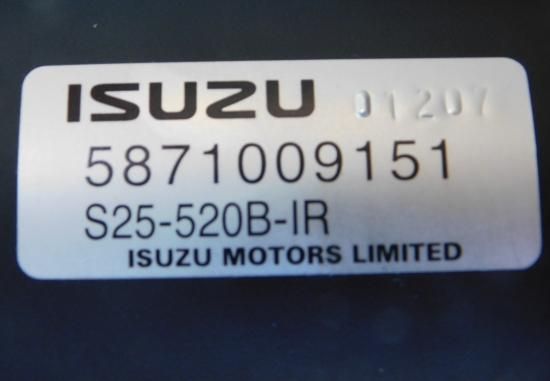 ISUZU 01207
5871009151
S25-520B-IR
ISUZU MOTORS LIMITED